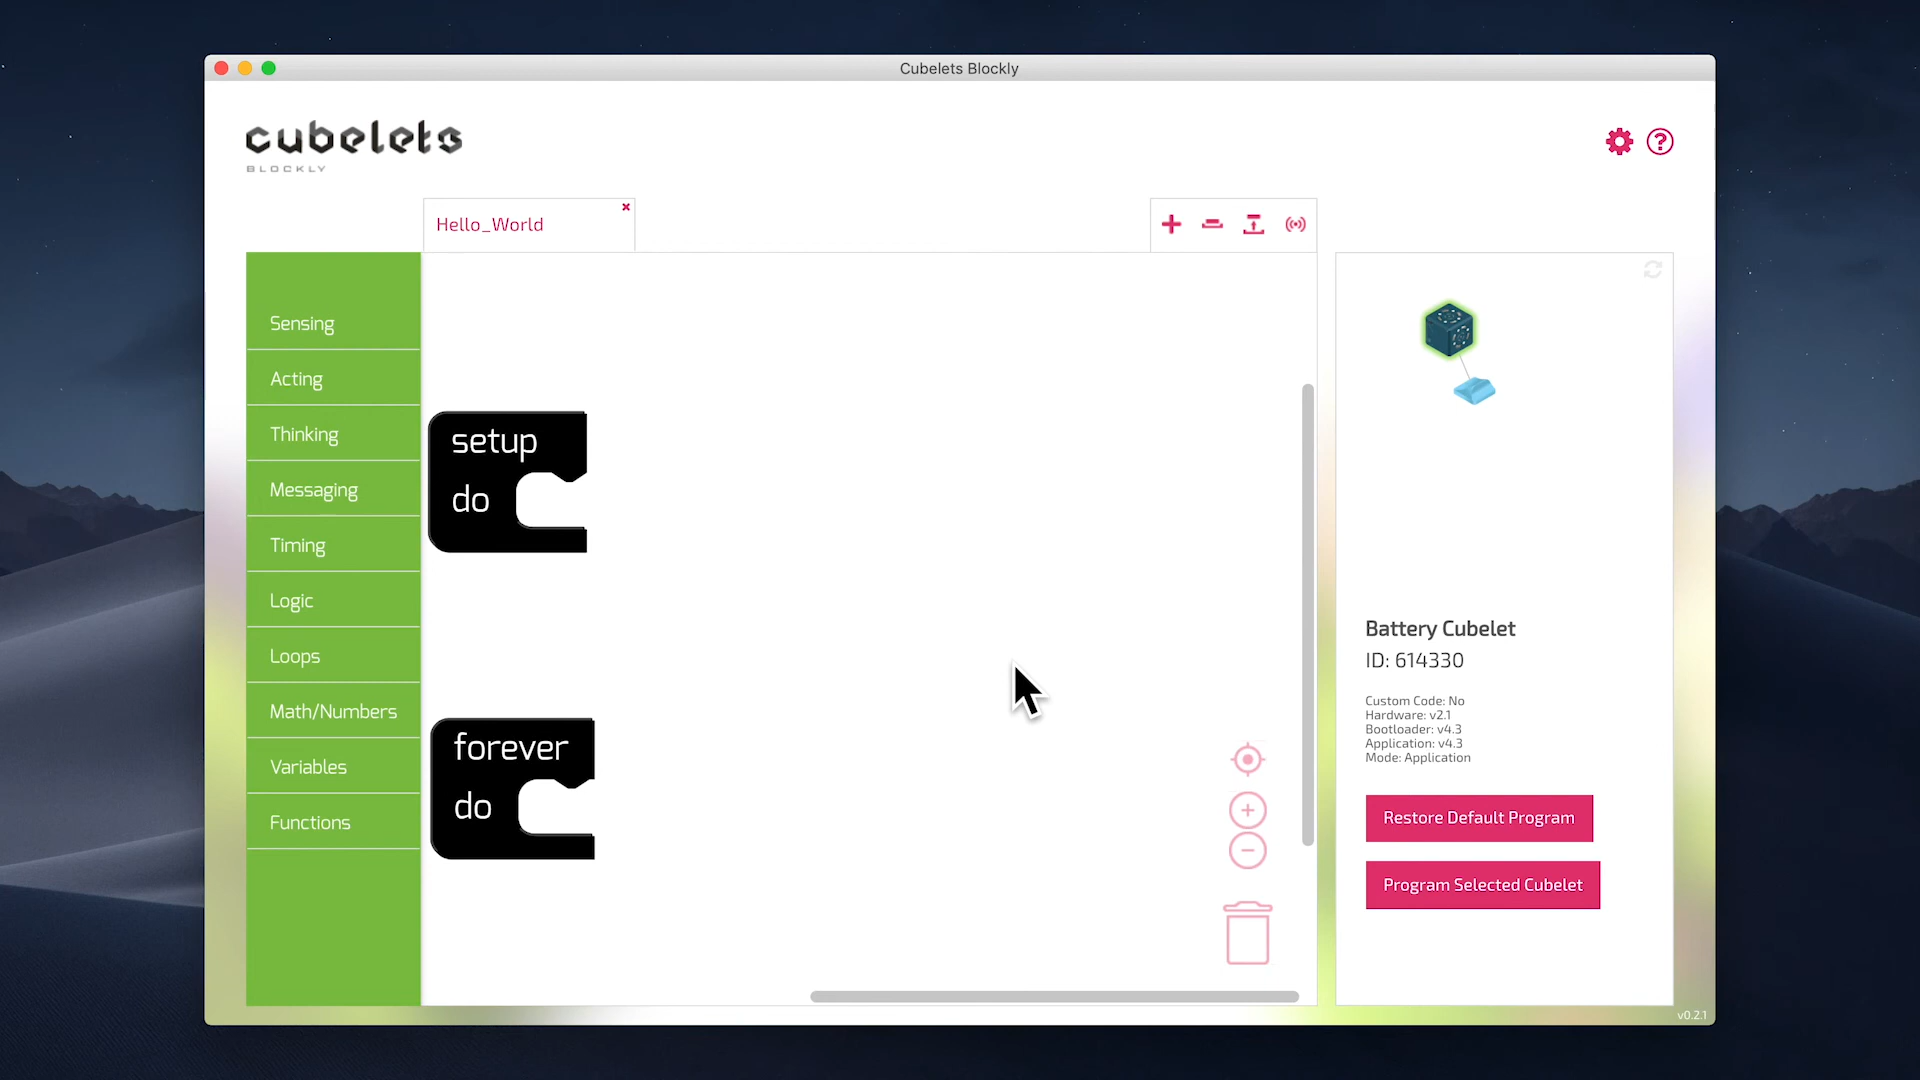 Cubelets Blockly
cubelets
BLOCKLY
Hello_World
Sensing
Acting
Thinking
Messaging
Timing
Logic
Loops
Math/Numbers
Variables
Functions
setup
do
forever
do
Battery Cubelet
ID: 614330
Custom Code: No
Hardware: v2.1
Bootloader: v4.3
Application: v4.3
Mode: Application
Restore Default Program
Program Selected Cubelet
v0.2.1